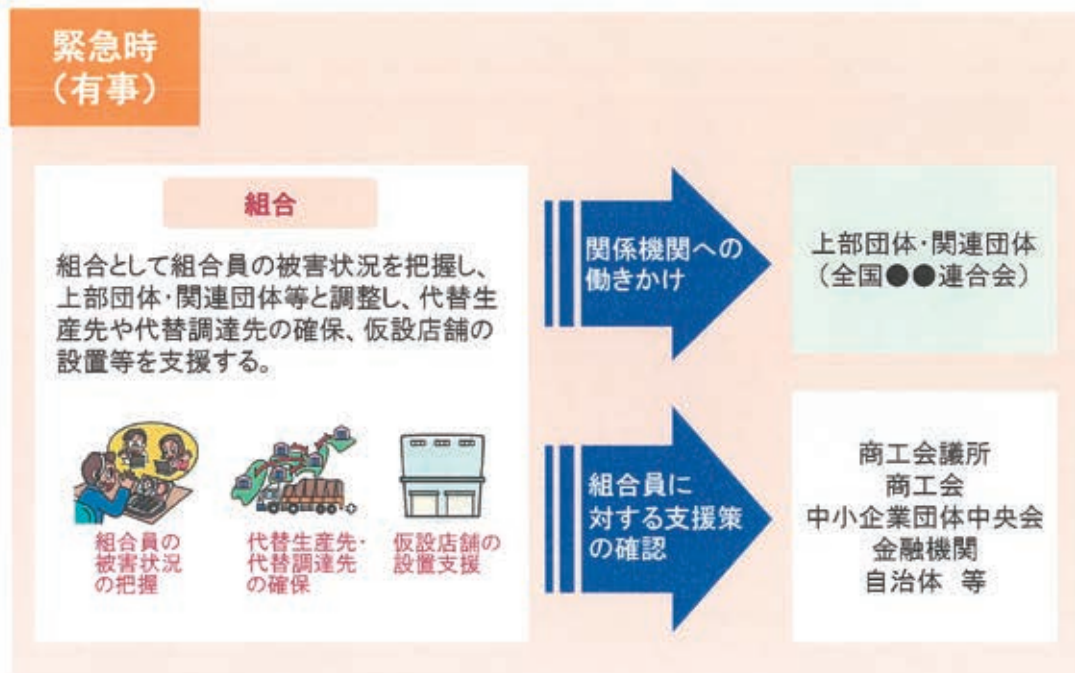 緊急時
（有事）
組合
組合として組合員の被害状況を把握し、
上部団体・関連団体等と調整し、代替生
産先や代替調達先の確保、仮設店舗の
設置等を支援する。
組合員の
被害状況
の把握
代替生産先・
代替調達先
の確保
仮設店舗の
設置支援
関係機関への
働きかけ
上部団体・関連団体
（全国●●連合会）
組合員に
対する支援策
の確認
商工会議所
商工会
中小企業団体中央会
金融機関
自治体 等